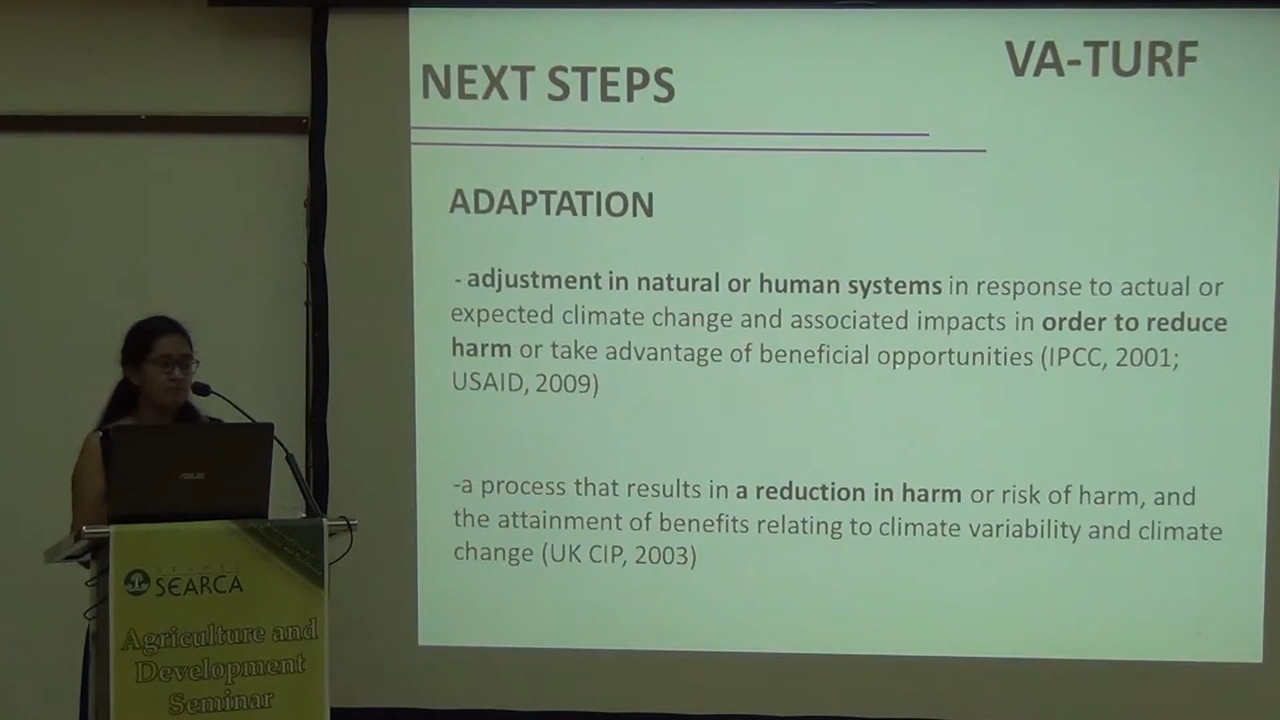 VA-TURF
NEXT STEPS
ADAPTATION
- adjustment in natural or human systems in response to actual or
expected climate change and associated impacts in order to reduce
harm or take advantage of beneficial opportunities (IPCC, 2001;
USAID, 2009)
-a process that results in a reduction in harm or risk of harm, and
the attainment of benefits relating to climate variability and climate
change (UK CIP, 2003)
ASUS
SEARCA
Agriculture and
Development
Seminar